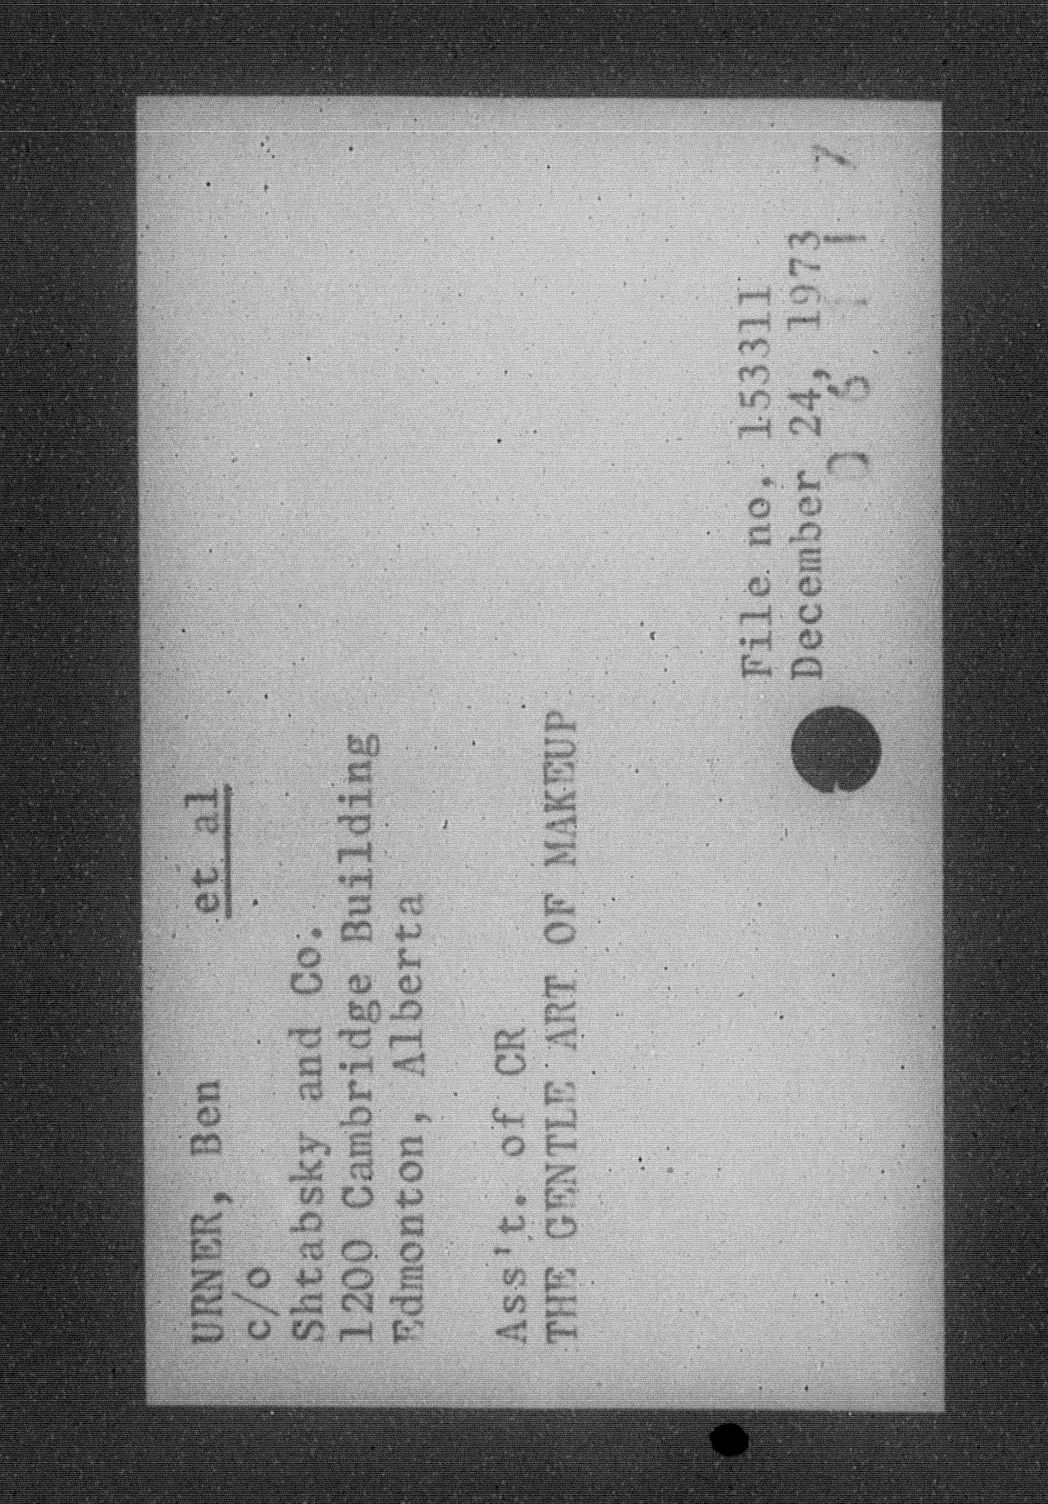 URNER, Ben et al
c/o
Shtabsky and Co.
1200 Cambridge Building
Edmonton, Alberta
Ass't. of CR
THE GENTLE ART OF MAKEUP
File no, 153311
December 24, 1973